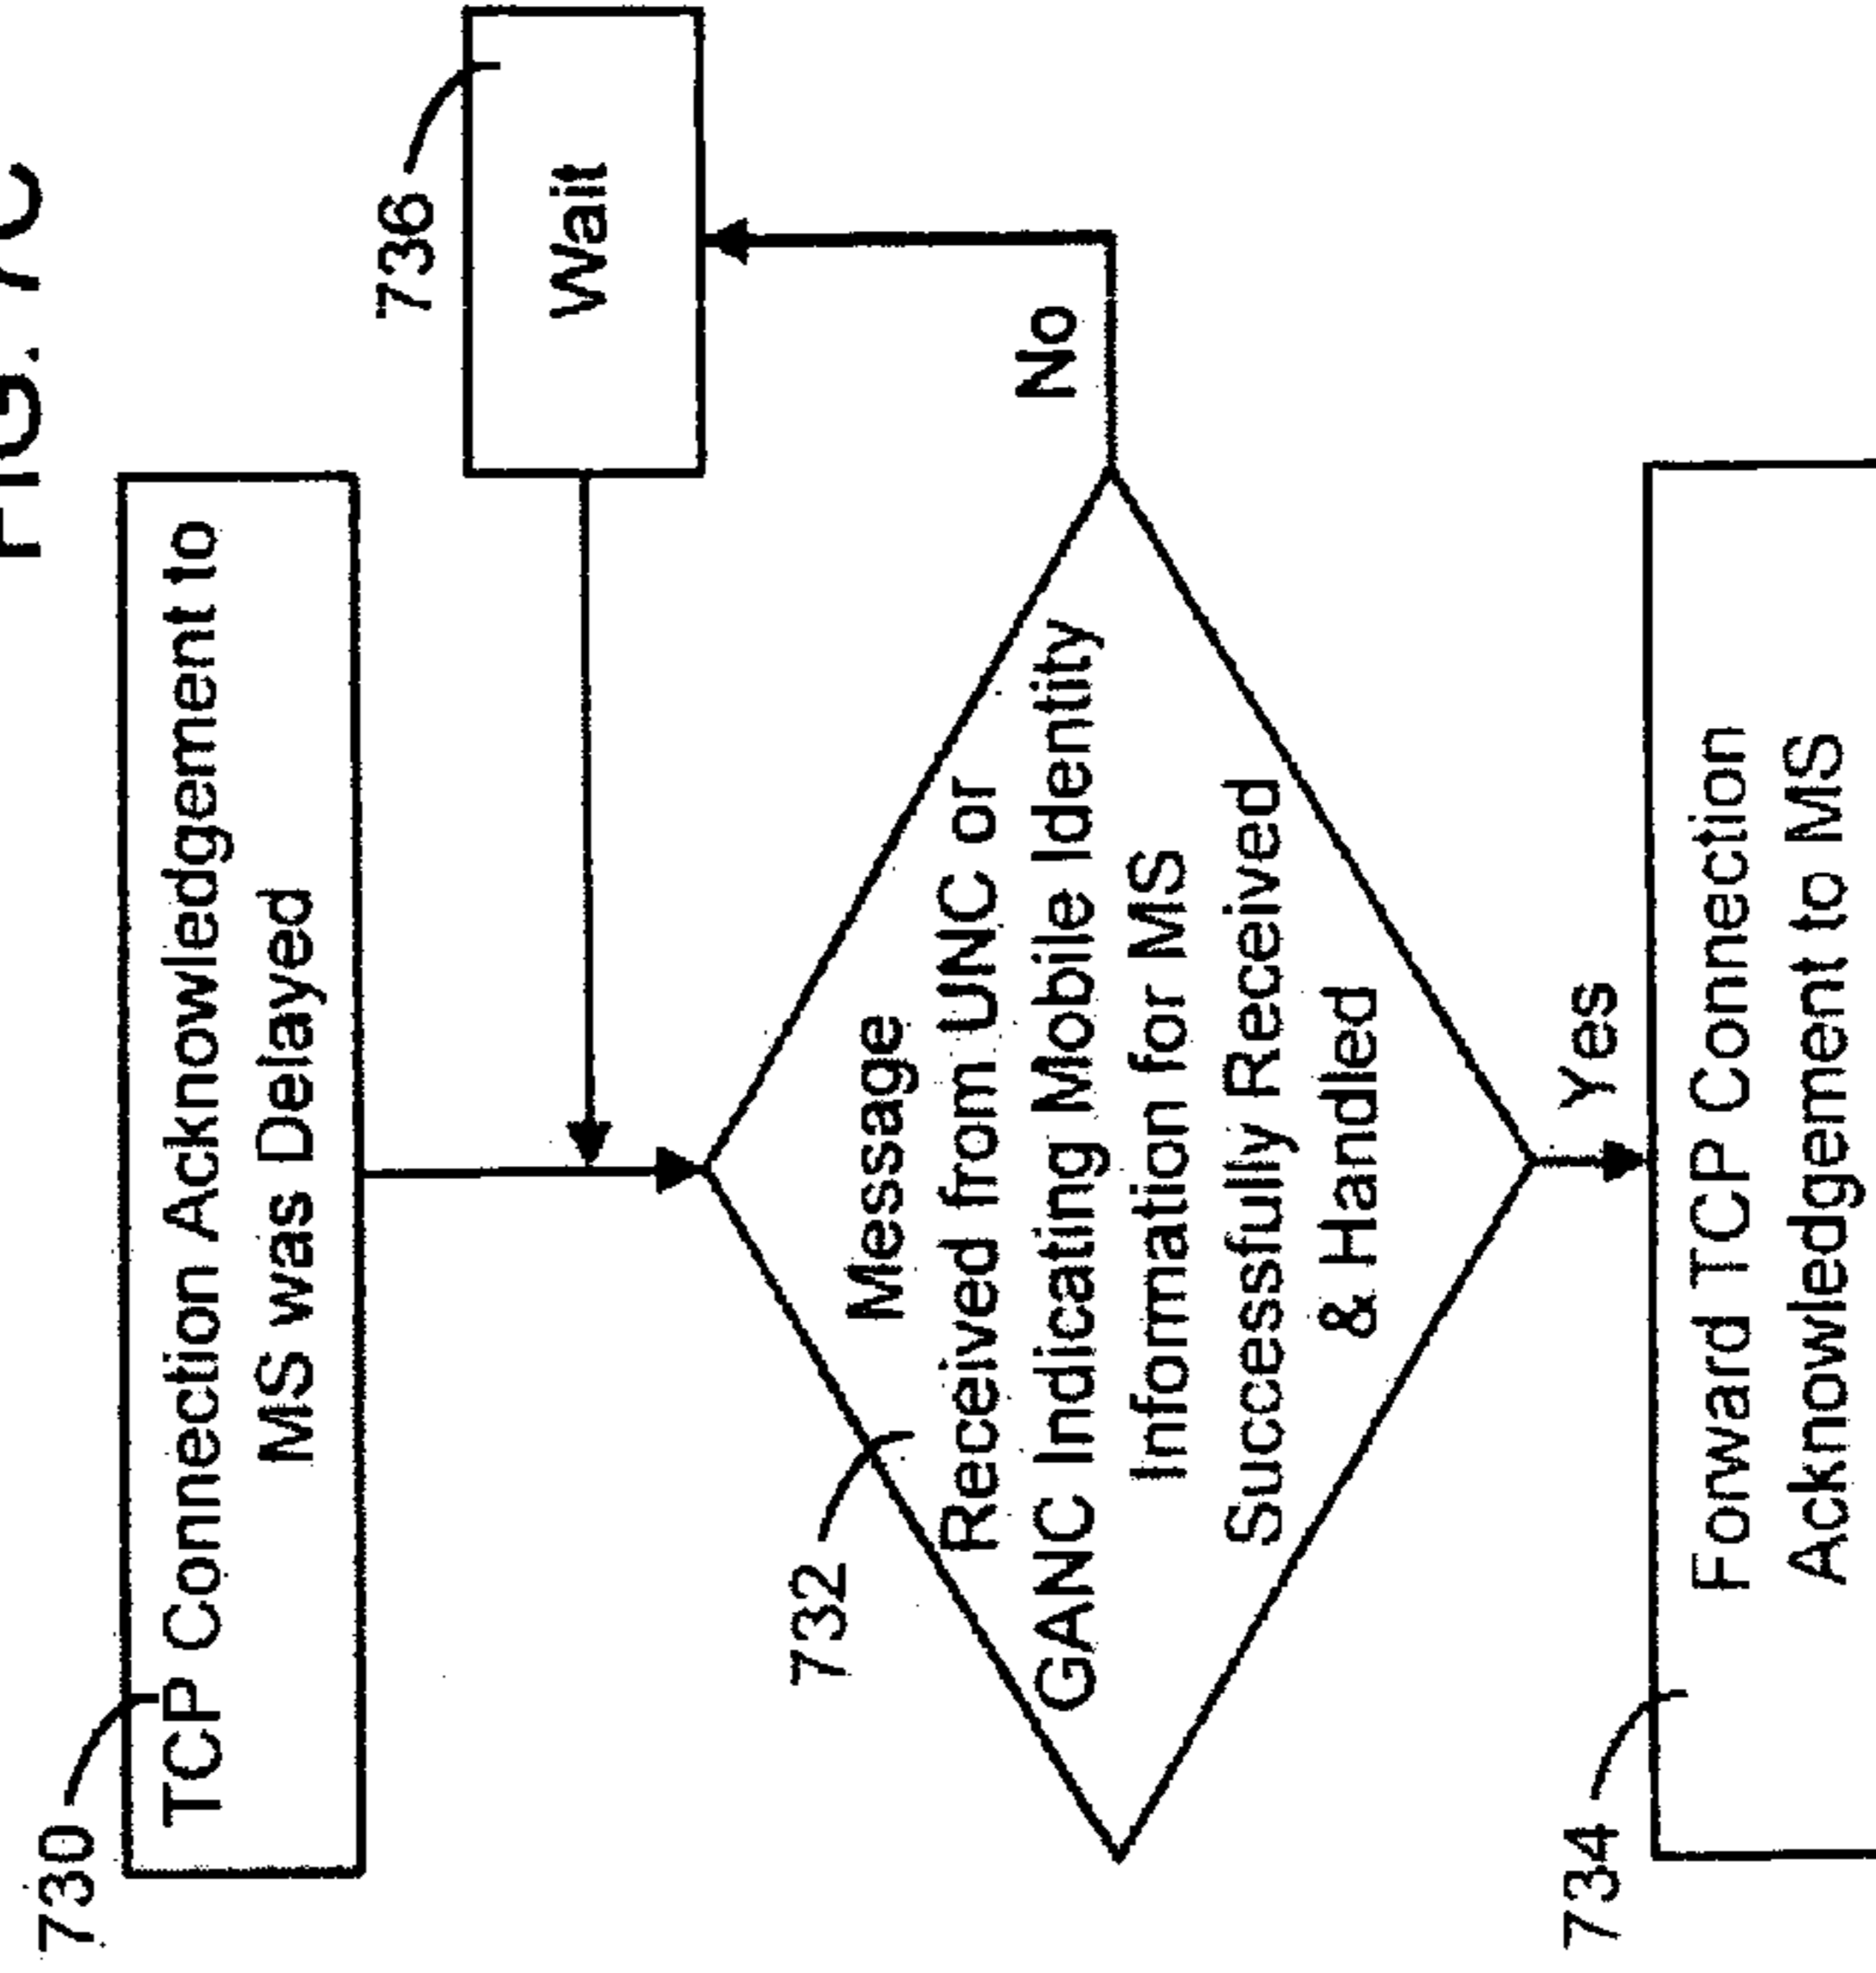 FIG. 7C
730
TCP Connection Acknowledgement to
MS was Delayed
736
Wait
732
Message
Received from UNC or
GANC Indicating Mobile Identity
Information for MS
Successfully Received
& Handled
No
Yes
734
Forward TCP Connection
Acknowledgement to MS